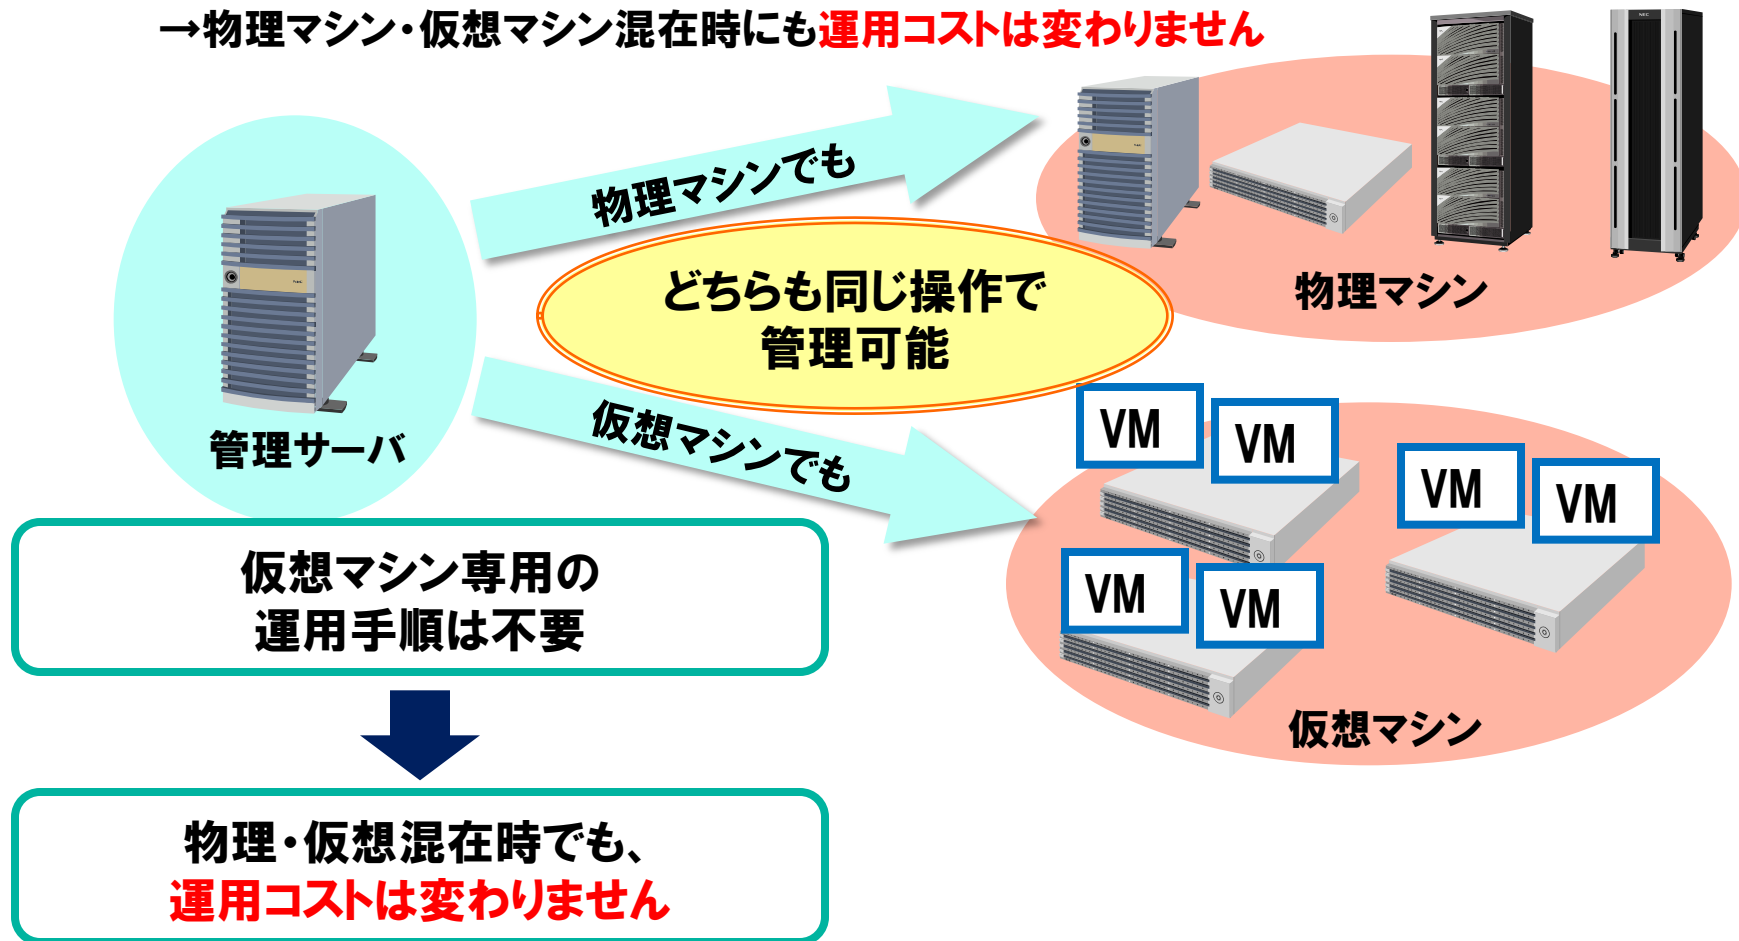 →物理マシン・仮想マシン混在時にも運用コストは変わりません
NEC
物理マシンでも
物理マシン
どちらも同じ操作で
管理可能
仮想マシンでも
管理サーバ
VM
VM
VM
VM
VM
VM
仮想マシン
仮想マシン専用の
運用手順は不要
物理・仮想混在時でも、
運用コストは変わりません